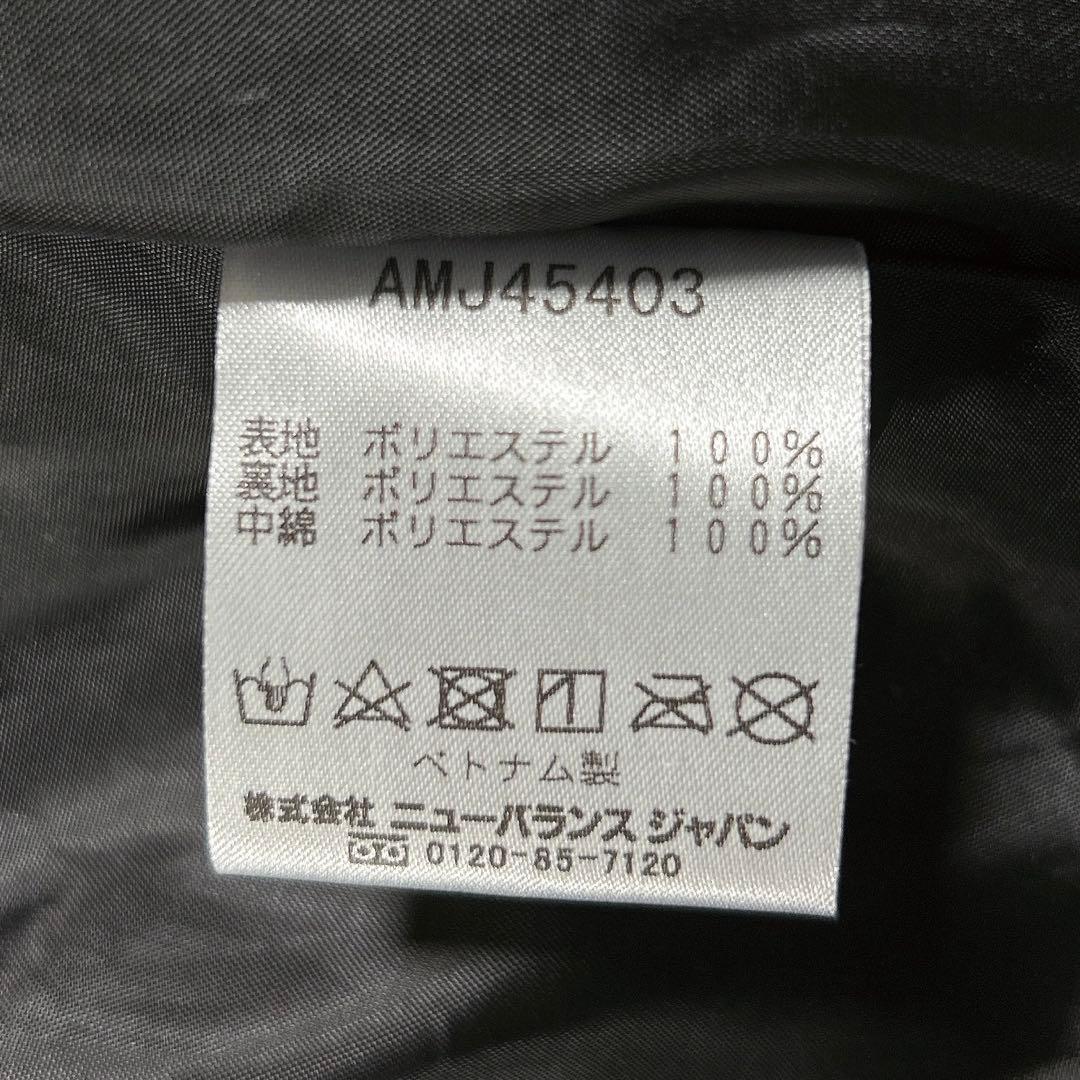 AMJ45403
表地 ポリエステル 100%
裏地 ポリエステル 100%
中綿 ポリエステル 100%
ベトナム製
株式会社 ニューバランス ジャパン
0120-85-7120